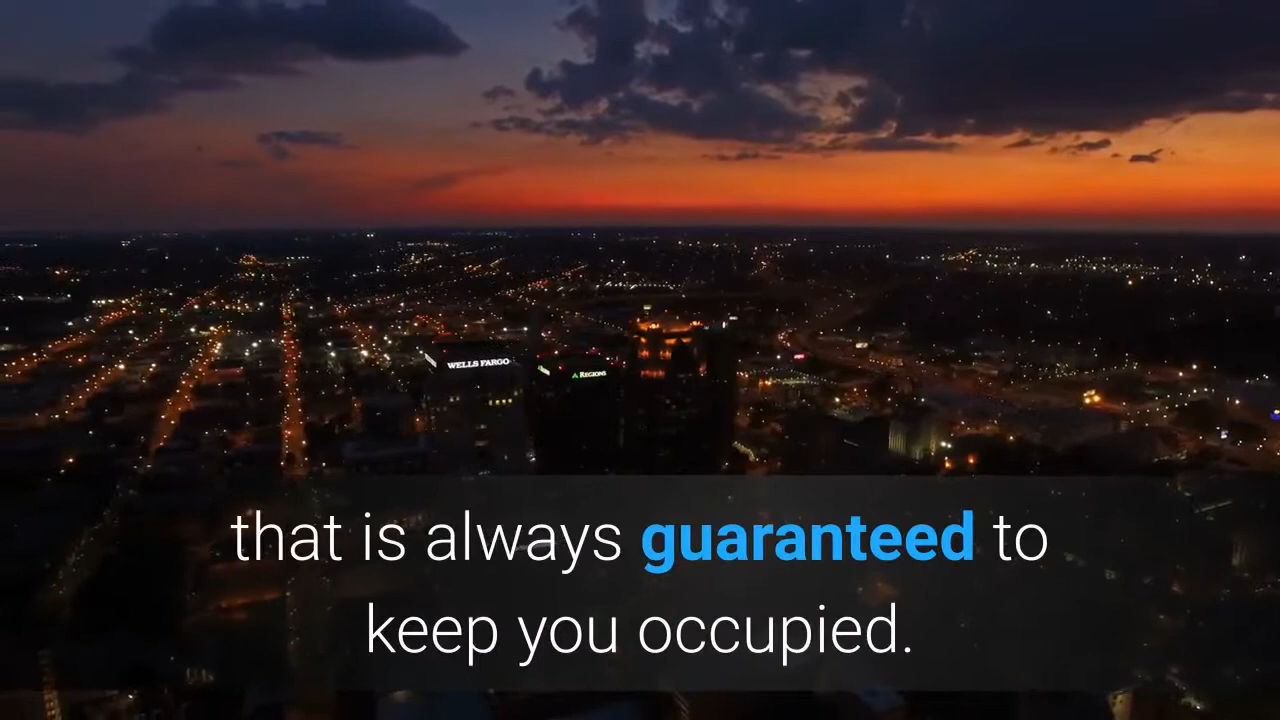 WELLS FARGO
REGIONS
that is always guaranteed to
keep you occupied.